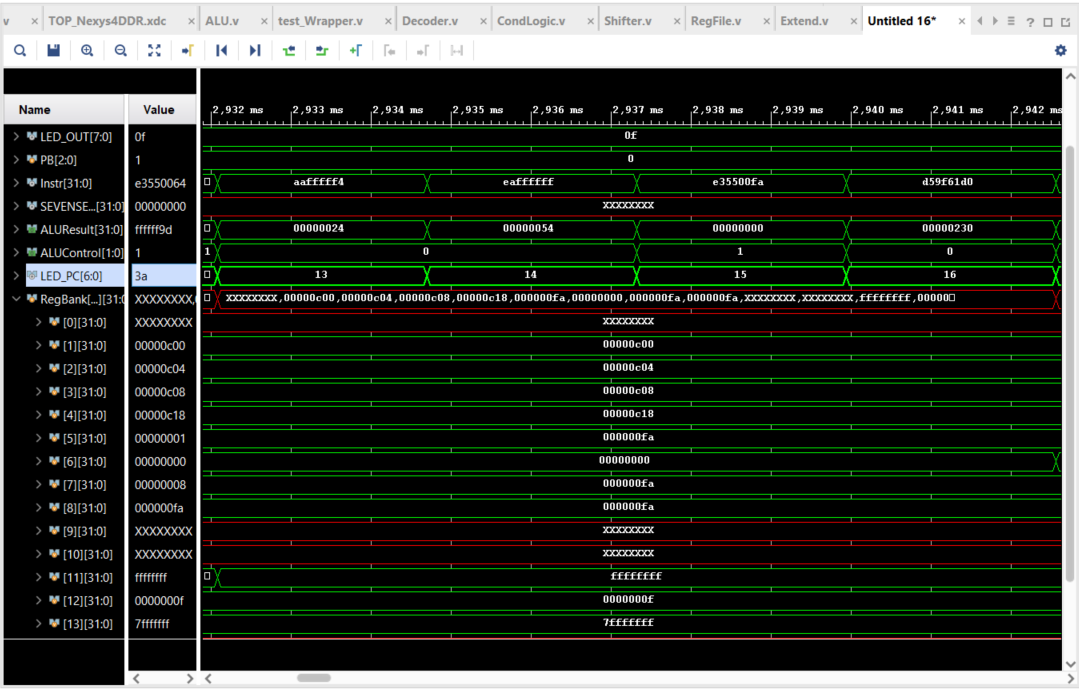 v × TOP_Nexys4DDR.xdc × ALU.v × test_Wrapper.v × Decoder.v × CondLogic.v × Shifter.v × RegFile.v × Extend.v × Untitled 16* ×
Name Value 2,932 ms 2,933 ms 2,934 ms 2,935 ms 2,936 ms 2,937 ms 2,938 ms 2,939 ms 2,940 ms 2,941 ms 2,942 ms
LED_OUT[7:0] 0f 0f
PB[2:0] 1 0
Instr[31:0] e3550064 aafffff4 eaffffff e35500fa d59f61d0
SEVENSE...[31:0] 00000000 XXXXXXXX
ALUResult[31:0] ffffff9d 00000024 00000054 00000000 00000230
ALUControl[1:0] 1 1 0 1 0
LED_PC[6:0] 3a 13 14 15 16
RegBank[...][31:0 XXXXXXXX, XXXXXXXX,00000c00,00000c04,00000c08,00000c18,000000fa,00000000,000000fa,000000fa,XXXXXXXX,XXXXXXXX,ffffffff,00000
[0][31:0] XXXXXXXX XXXXXXXX
[1][31:0] 00000c00 00000c00
[2][31:0] 00000c04 00000c04
[3][31:0] 00000c08 00000c08
[4][31:0] 00000c18 00000c18
[5][31:0] 00000001 000000fa
[6][31:0] 00000000 00000000
[7][31:0] 00000008 000000fa
[8][31:0] 000000fa 000000fa
[9][31:0] XXXXXXXX XXXXXXXX
[10][31:0] XXXXXXXX XXXXXXXX
[11][31:0] ffffffff ffffffff
[12][31:0] 0000000f 0000000f
[13][31:0] 7fffffff 7fffffff